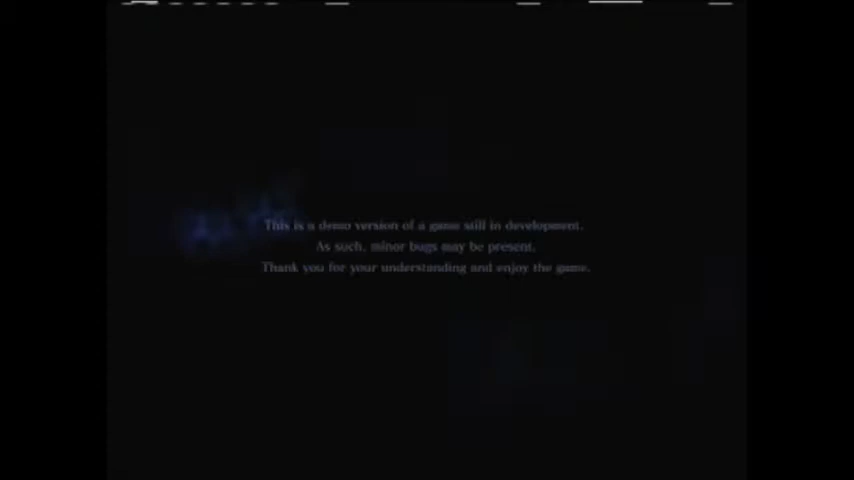 This is a demo version of a game still in development.
As such, minor bugs may be present.
Thank you for your understanding and enjoy the game.